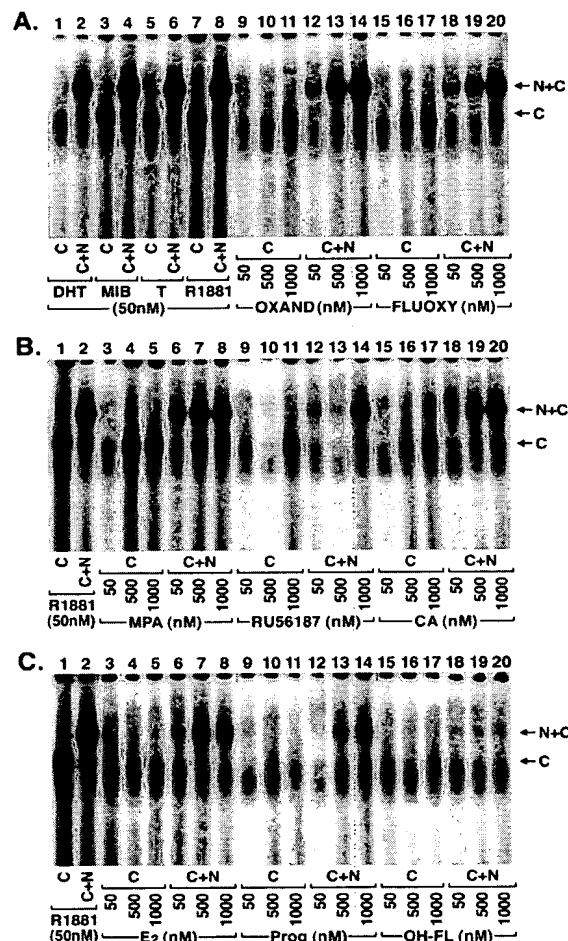 A.
1 2 3 4 5 6 7 8 9 10 11 12 13 14 15 16 17 18 19 20
←N+C
←C
C C+N C C+N C C+N C C+N C C+N C C+N
DHT MIB T R1881 50 500 1000 50 500 1000 50 500 1000 50 500 1000
(50nM) OXAND (nM) FLUOXY (nM)
B.
1 2 3 4 5 6 7 8 9 10 11 12 13 14 15 16 17 18 19 20
←N+C
←C
C C+N C C+N C C+N C C+N
R1881 50 500 1000 50 500 1000 50 500 1000 50 500 1000 50 500 1000 50 500 1000
(50nM) MPA (nM) RU56187 (nM) CA (nM)
C.
1 2 3 4 5 6 7 8 9 10 11 12 13 14 15 16 17 18 19 20
←N+C
←C
C C+N C C+N C C+N C C+N
R1881 50 500 1000 50 500 1000 50 500 1000 50 500 1000 50 500 1000 50 500 1000
(50nM) E₂ (nM) Prog (nM) OH-FL (nM)